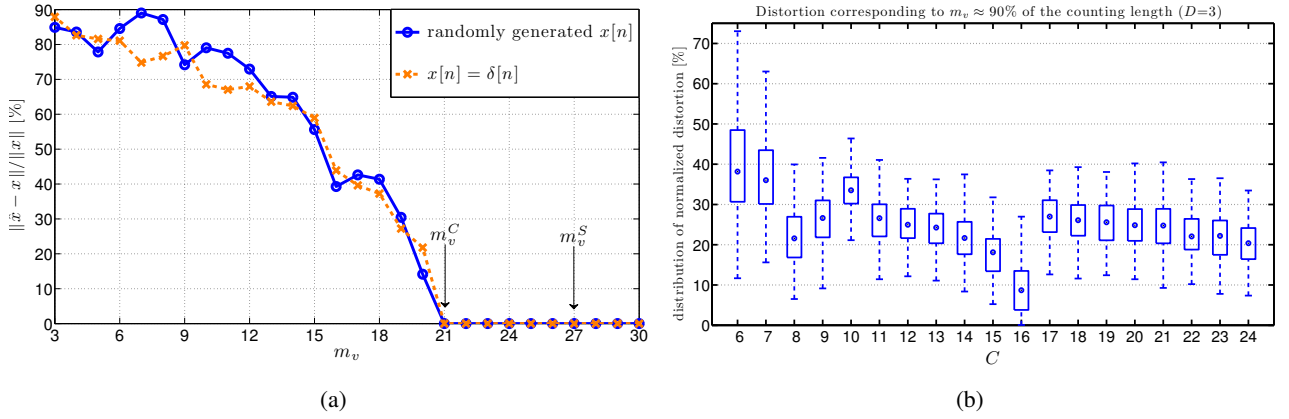 90
80
70
60
50
40
30
20
10
0
3 6 9 12 15 18 21 24 27 30
‖x̂ − x‖/‖x‖ [%]
m_v
randomly generated x[n]
x[n] = δ[n]
m_v^C
m_v^S
(a)
Distortion corresponding to m_v ≈ 90% of the counting length (D=3)
distribution of normalized distortion [%]
70
60
50
40
30
20
10
0
6 7 8 9 10 11 12 13 14 15 16 17 18 19 20 21 22 23 24
C
(b)